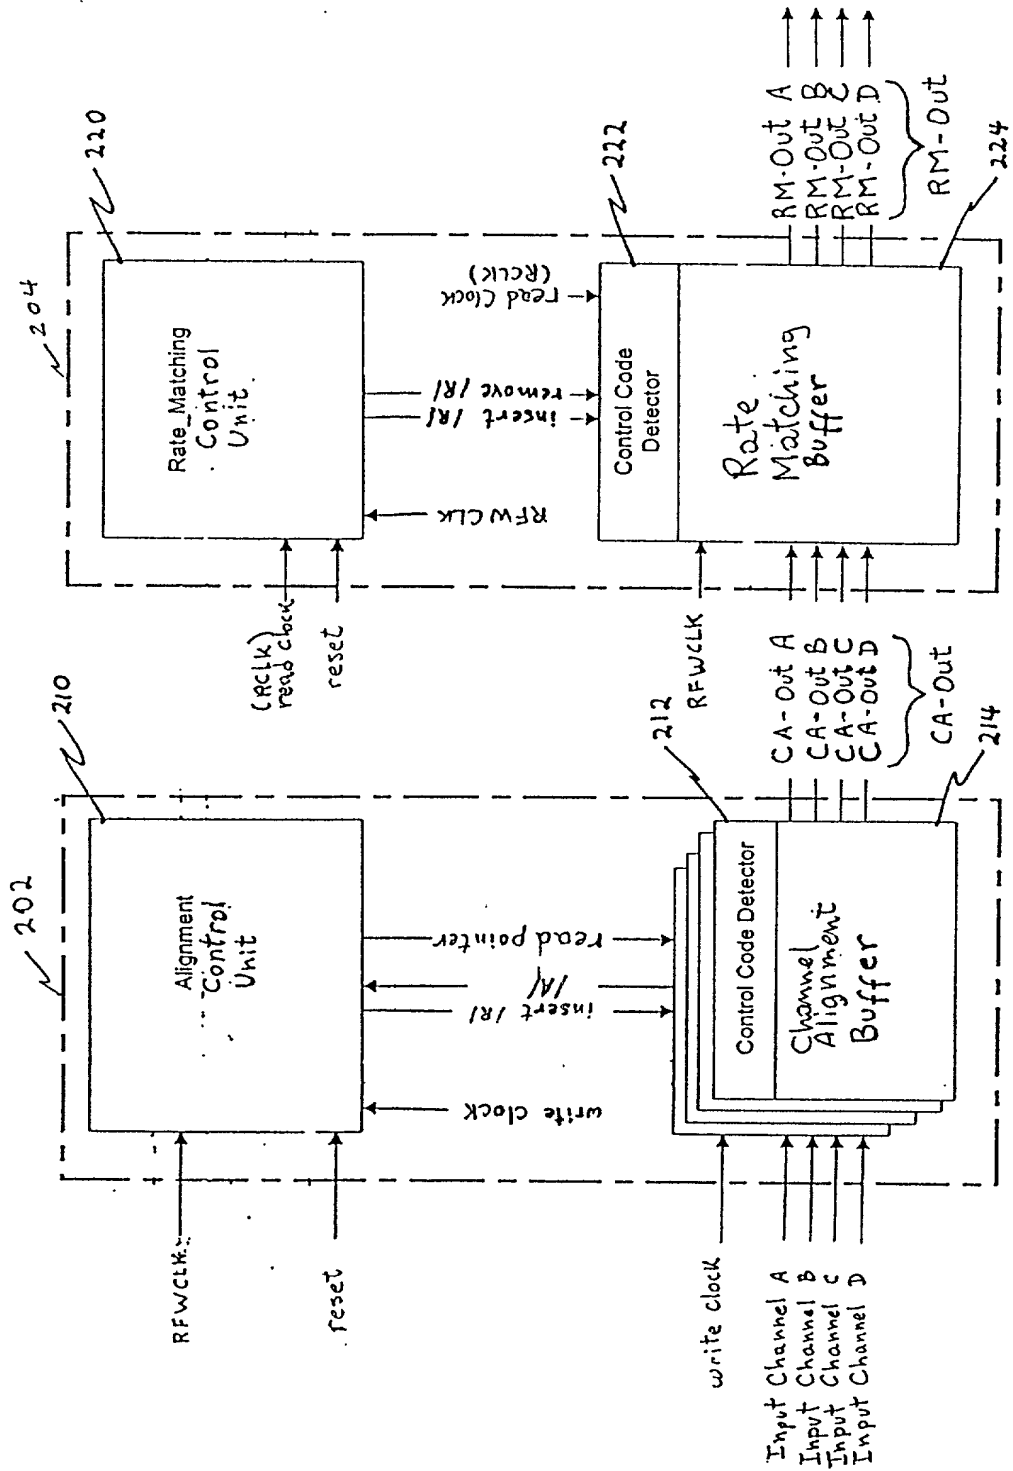 202
210
Alignment
Control
Unit
RFWCLK
reset
write clock
insert /R/
/A/
read pointer
212
Control Code Detector
Channel
Alignment
Buffer
214
write clock
Input Channel A
Input Channel B
Input Channel C
Input Channel D
CA-Out A
CA-Out B
CA-Out C
CA-Out D
CA-Out
204
220
Rate_Matching
Control
Unit
(RCLK)
read clock
reset
RFWCLK
insert /R/
remove /R/
read clock
(RCLK)
222
Control Code
Detector
Rate
Matching
Buffer
224
RFWCLK
RM-Out A
RM-Out B
RM-Out C
RM-Out D
RM-Out